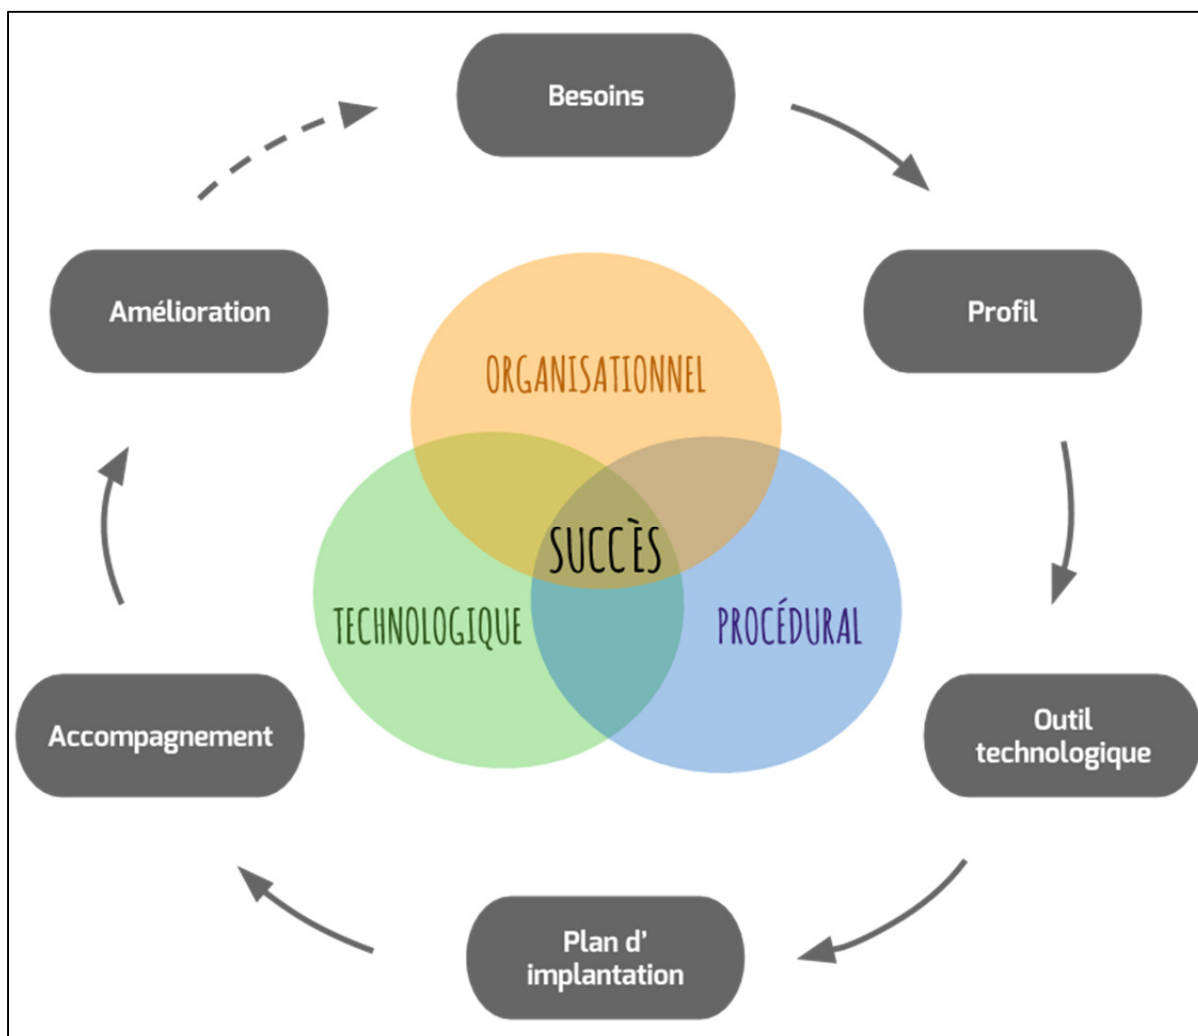 Besoins
Profil
Outil
technologique
Plan d'
implantation
Accompagnement
Amélioration
ORGANISATIONNEL
SUCCÈS
TECHNOLOGIQUE
PROCÉDURAL